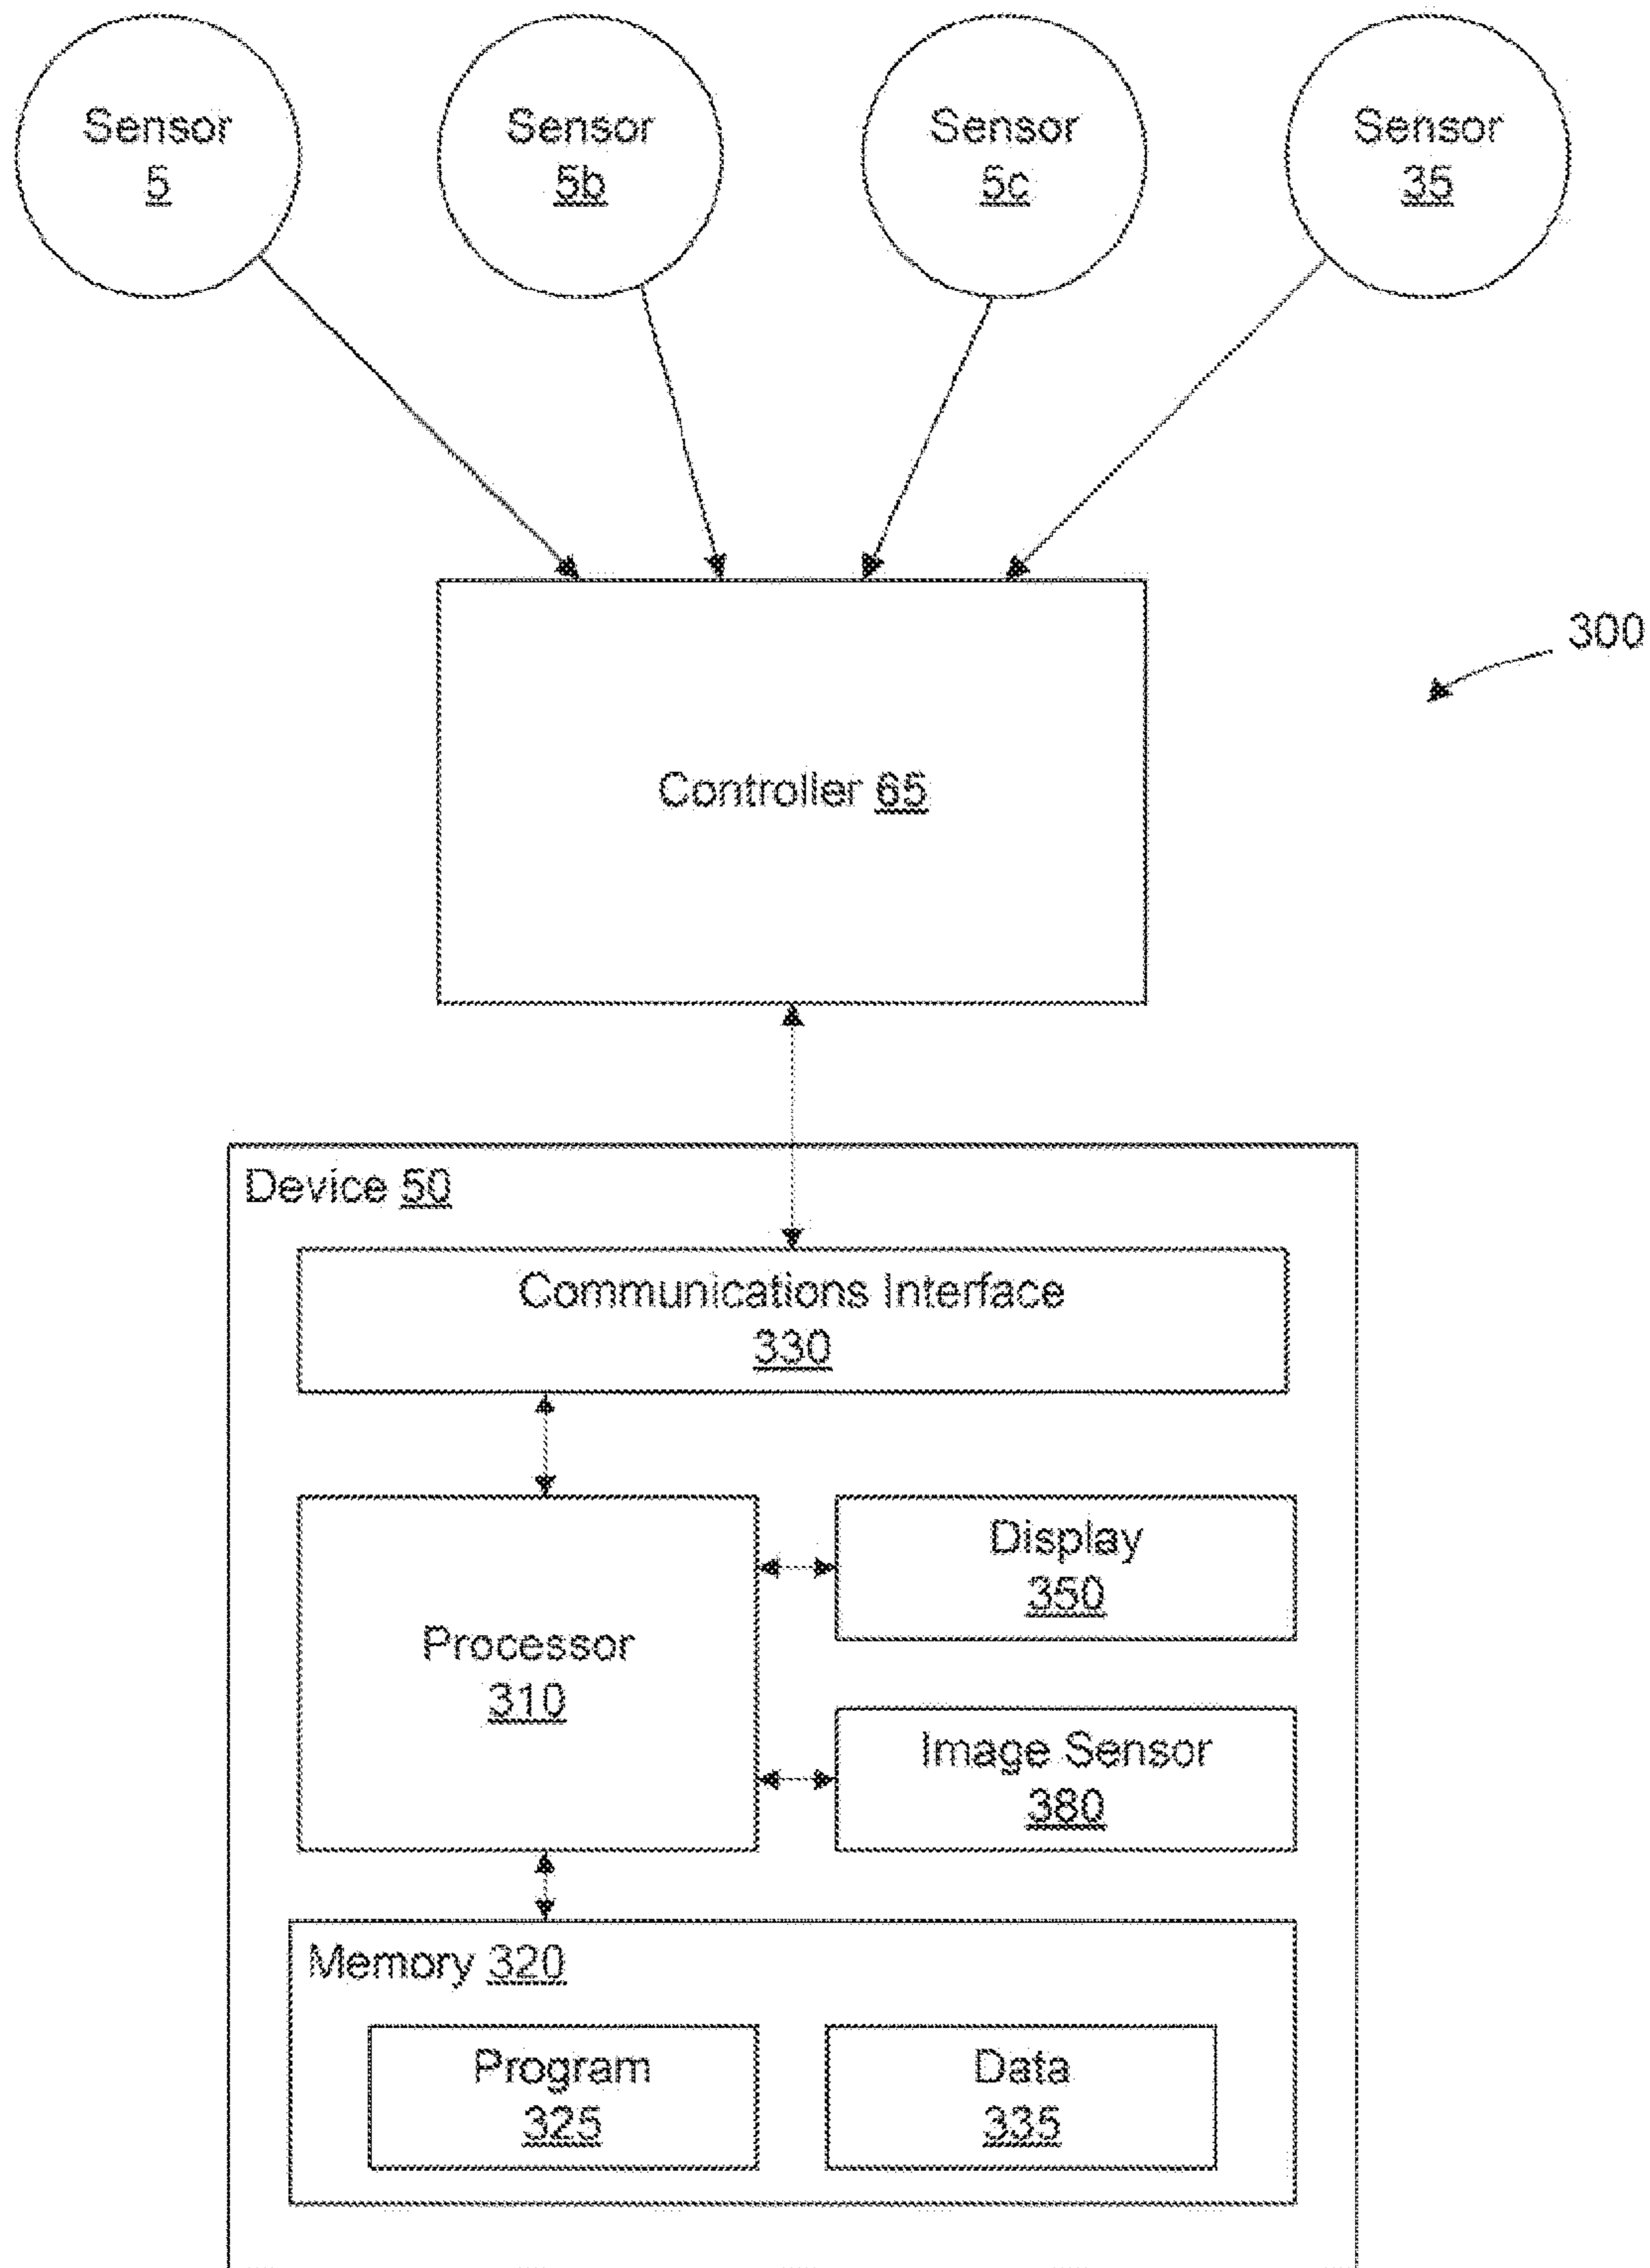 Sensor
5
Sensor
5b
Sensor
5c
Sensor
35
300
Controller 65
Device 50
Communications Interface
330
Processor
310
Display
350
Image Sensor
380
Memory 320
Program
325
Data
335